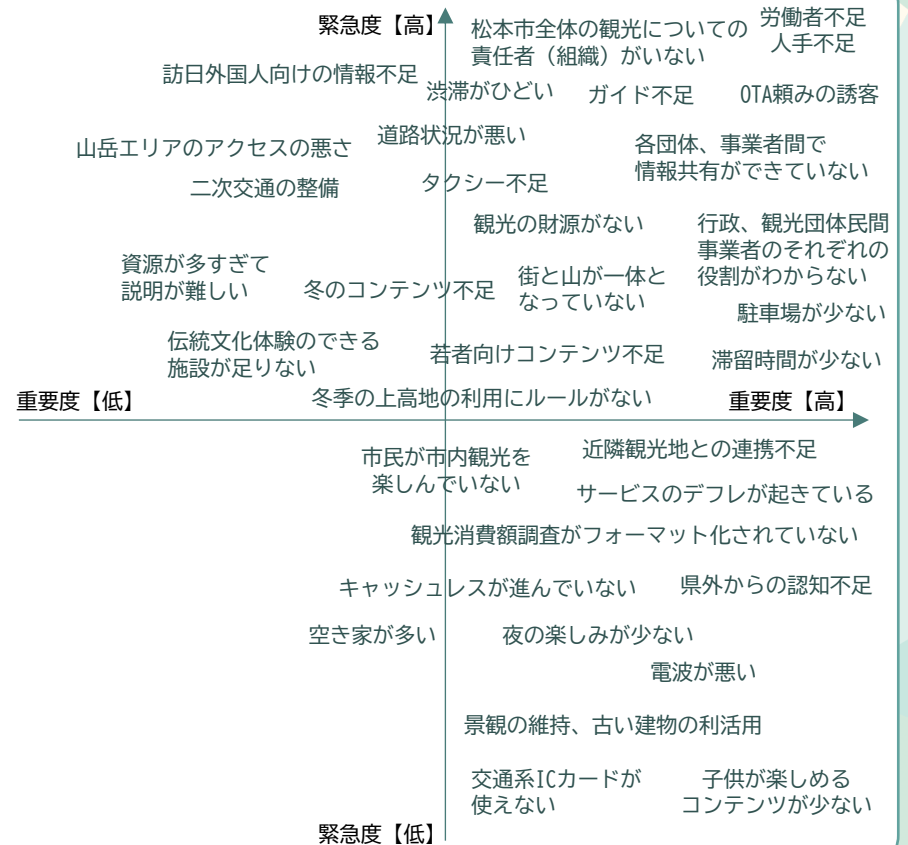 緊急度【高】
松本市全体の観光についての
責任者（組織）がいない
労働者不足
人手不足
訪日外国人向けの情報不足
渋滞がひどい
ガイド不足
OTA頼みの誘客
道路状況が悪い
山岳エリアのアクセスの悪さ
各団体、事業者間で
情報共有ができていない
二次交通の整備
タクシー不足
観光の財源がない
行政、観光団体民間
事業者のそれぞれの
役割がわからない
資源が多すぎて
説明が難しい
冬のコンテンツ不足
街と山が一体と
なっていない
駐車場が少ない
伝統文化体験のできる
施設が足りない
若者向けコンテンツ不足
滞留時間が少ない
重要度【低】
冬季の上高地の利用にルールがない
重要度【高】
市民が市内観光を
楽しんでいない
近隣観光地との連携不足
サービスのデフレが起きている
観光消費額調査がフォーマット化されていない
キャッシュレスが進んでいない
県外からの認知不足
空き家が多い
夜の楽しみが少ない
電波が悪い
景観の維持、古い建物の利活用
交通系ICカードが
使えない
子供が楽しめる
コンテンツが少ない
緊急度【低】